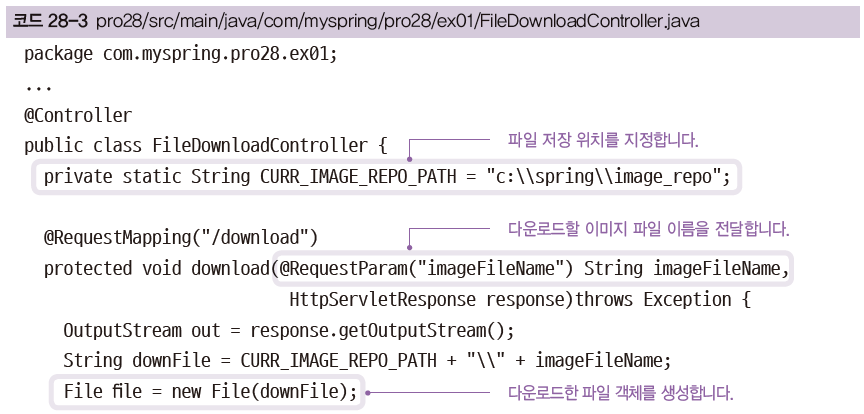 코드 28-3 pro28/src/main/java/com/myspring/pro28/ex01/FileDownloadController.java
package com.myspring.pro28.ex01;
...
@Controller
public class FileDownloadController {
파일 저장 위치를 지정합니다.
private static String CURR_IMAGE_REPO_PATH = "c:\\spring\\image_repo";
@RequestMapping("/download")
다운로드할 이미지 파일 이름을 전달합니다.
protected void download(@RequestParam("imageFileName") String imageFileName,
HttpServletResponse response)throws Exception {
OutputStream out = response.getOutputStream();
String downFile = CURR_IMAGE_REPO_PATH + "\\" + imageFileName;
File file = new File(downFile);
다운로드한 파일 객체를 생성합니다.